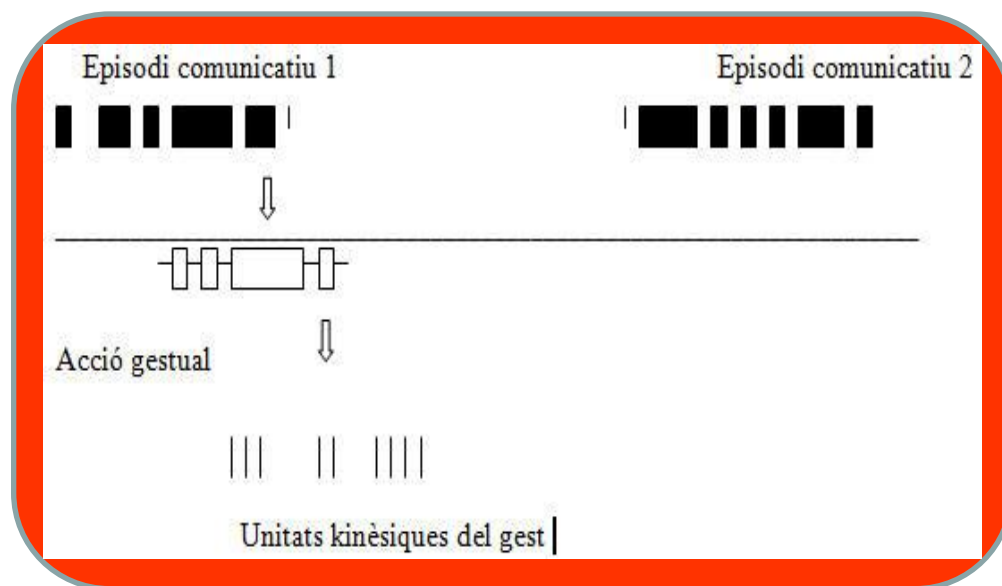 Episodi comunicatiu 1
Episodi comunicatiu 2
Acció gestual
Unitats kinèsiques del gest